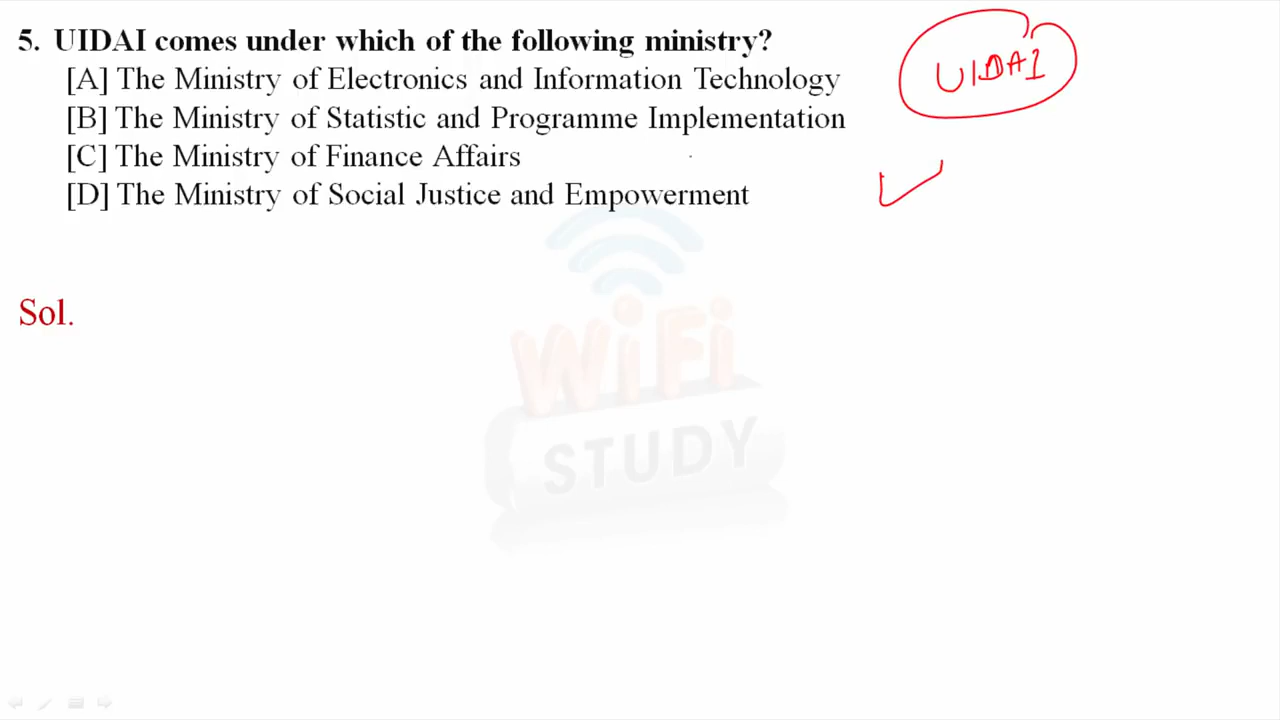 5. UIDAI comes under which of the following ministry?
[A] The Ministry of Electronics and Information Technology
[B] The Ministry of Statistic and Programme Implementation
[C] The Ministry of Finance Affairs
[D] The Ministry of Social Justice and Empowerment
UIDAI
Sol.
WiFi
STUDY